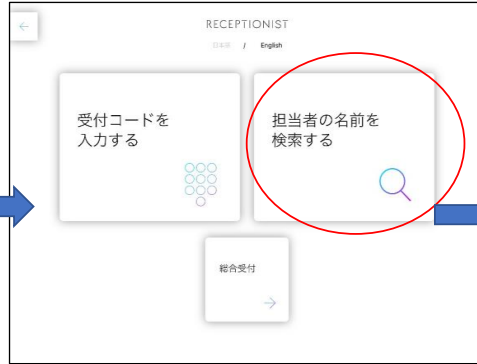 RECEPTIONIST
日本語 / English
受付コードを
入力する
担当者の名前を
検索する
総合受付